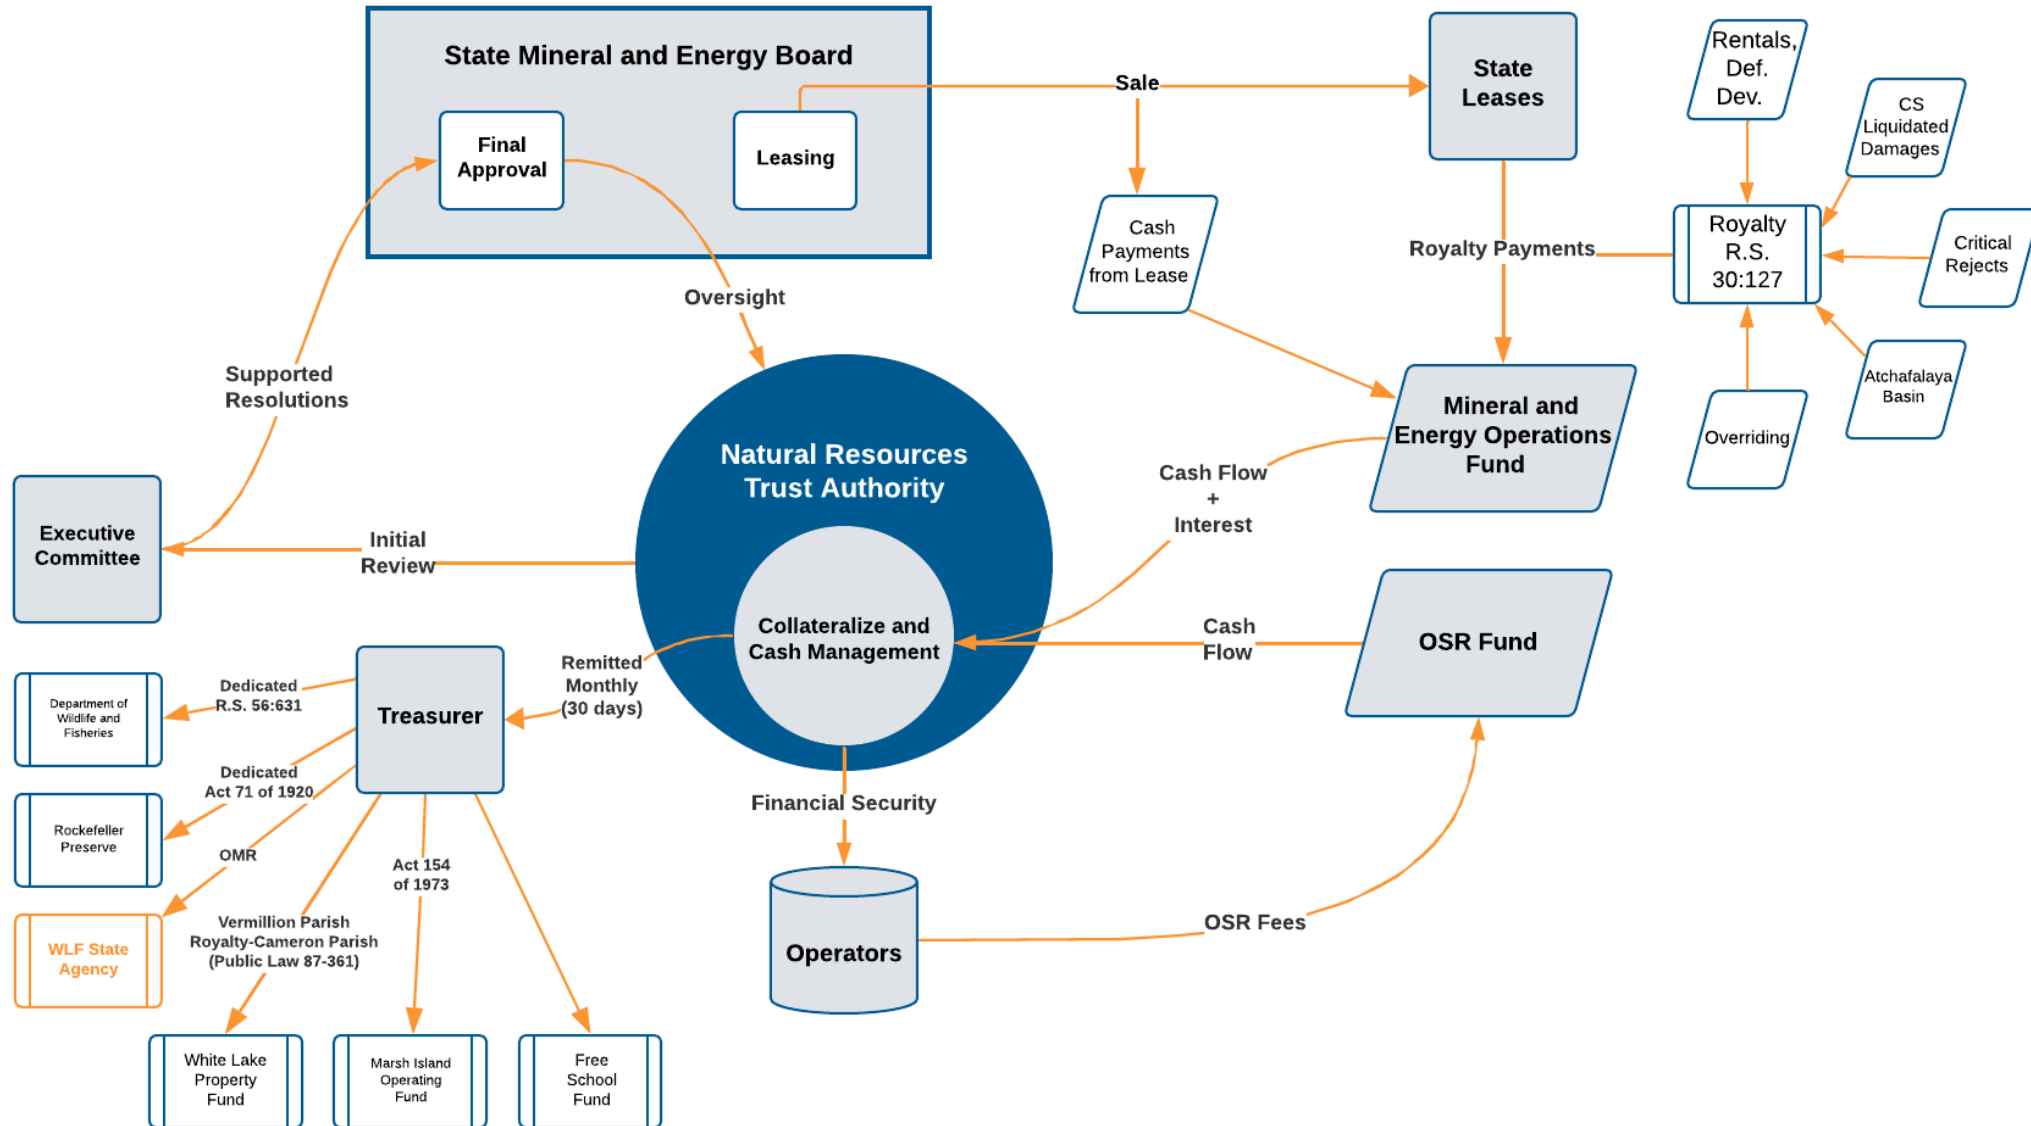 State Mineral and Energy Board
Final
Approval
Leasing
Sale
State
Leases
Rentals,
Def.
Dev.
CS
Liquidated
Damages
Cash
Payments
from Lease
Royalty Payments
Royalty
R.S.
30:127
Critical
Rejects
Oversight
Supported
Resolutions
Atchafalaya
Basin
Overriding
Mineral and
Energy Operations
Fund
Natural Resources
Trust Authority
Cash Flow
+
Interest
Executive
Committee
Initial
Review
Collateralize and
Cash Management
Cash
Flow
OSR Fund
Remitted
Monthly
(30 days)
Treasurer
Dedicated
R.S. 56:631
Department of
Wildlife and
Fisheries
Dedicated
Act 71 of 1920
Rockefeller
Preserve
OMR
WLF State
Agency
Financial Security
Operators
OSR Fees
Act 154
of 1973
Vermillion Parish
Royalty-Cameron Parish
(Public Law 87-361)
White Lake
Property
Fund
Marsh Island
Operating
Fund
Free
School
Fund